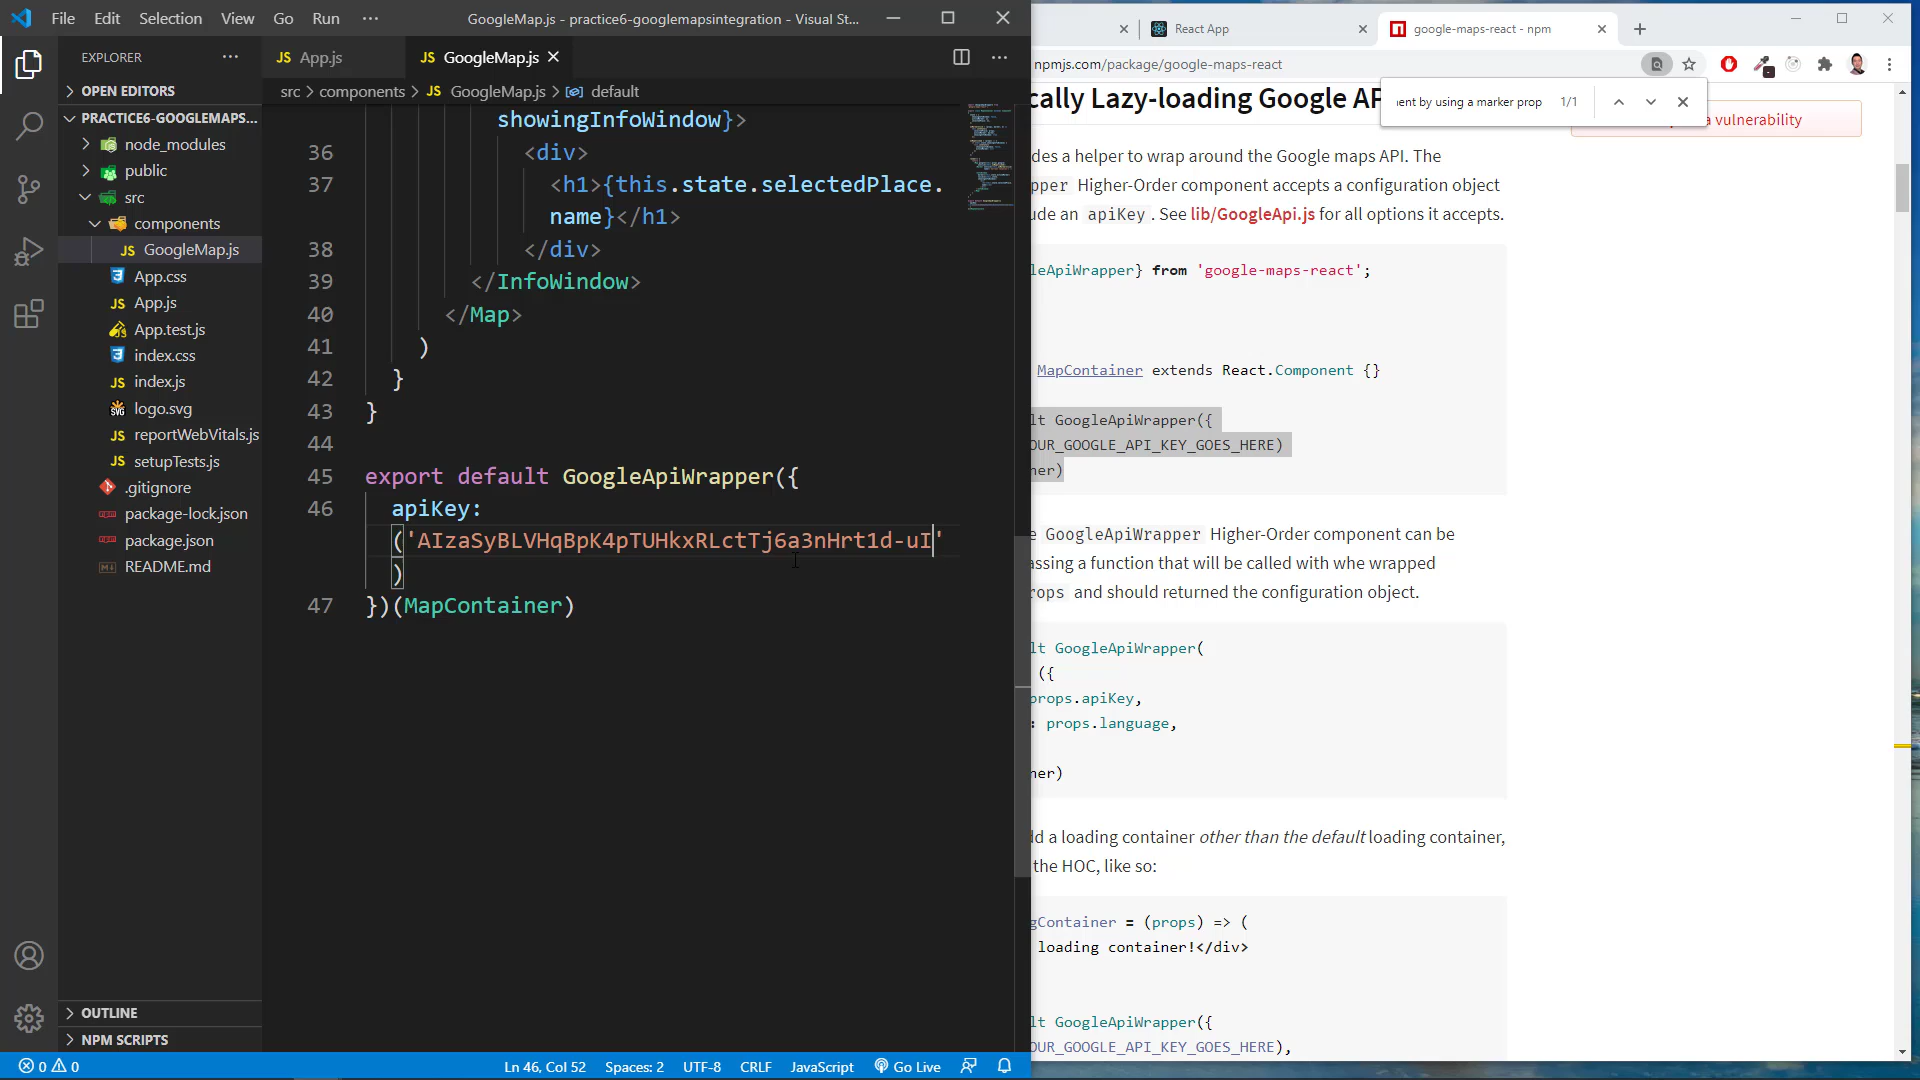 File Edit Selection View Go Run ···
GoogleMap.js - practice6-googlemapsintegration - Visual St...
EXPLORER
OPEN EDITORS
PRACTICE6-GOOGLEMAPS...
node_modules
public
src
components
JS GoogleMap.js
App.css
JS App.js
App.test.js
index.css
JS index.js
logo.svg
JS reportWebVitals.js
JS setupTests.js
.gitignore
package-lock.json
package.json
README.md
OUTLINE
NPM SCRIPTS
JS App.js
JS GoogleMap.js
src > components > JS GoogleMap.js > default
showingInfoWindow}>
36 <div>
37 <h1>{this.state.selectedPlace.
name}</h1>
38 </div>
39 </InfoWindow>
40 </Map>
41 )
42 }
43 }
44
45 export default GoogleApiWrapper({
46 apiKey:
('AIzaSyBLVHqBpK4pTUHkxRLctTj6a3nHrt1d-uI'
)
47 })(MapContainer)
0 0
Ln 46, Col 52
Spaces: 2
UTF-8
CRLF
JavaScript
Go Live
React App
google-maps-react - npm
npmjs.com/package/google-maps-react
ent by using a marker prop 1/1
cally Lazy-loading Google AP
a vulnerability
des a helper to wrap around the Google maps API. The
pper Higher-Order component accepts a configuration object
ude an apiKey. See lib/GoogleApi.js for all options it accepts.
leApiWrapper} from 'google-maps-react';
MapContainer extends React.Component {}
lt GoogleApiWrapper({
OUR_GOOGLE_API_KEY_GOES_HERE)
ner)
e GoogleApiWrapper Higher-Order component can be
assing a function that will be called with whe wrapped
rops and should returned the configuration object.
lt GoogleApiWrapper(
({
props.apiKey,
: props.language,
ner)
dd a loading container other than the default loading container,
the HOC, like so:
gContainer = (props) => (
loading container!</div>
lt GoogleApiWrapper({
OUR_GOOGLE_API_KEY_GOES_HERE),